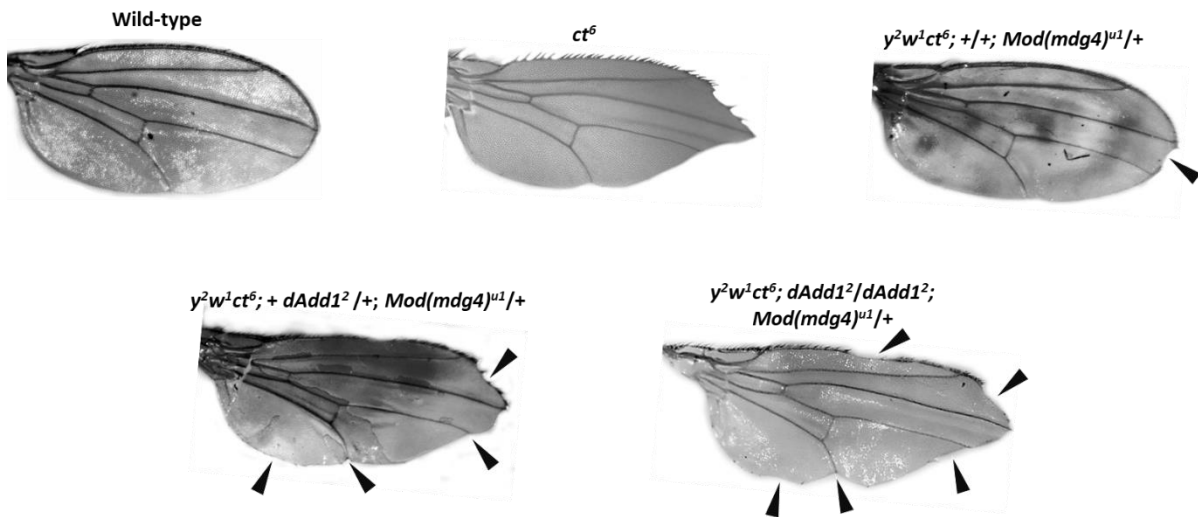 Wild-type
ct⁶
y²w¹ct⁶; +/+; Mod(mdg4)ᵘ¹/+
y²w¹ct⁶; + dAdd1² /+; Mod(mdg4)ᵘ¹/+
y²w¹ct⁶; dAdd1²/dAdd1²;
Mod(mdg4)ᵘ¹/+